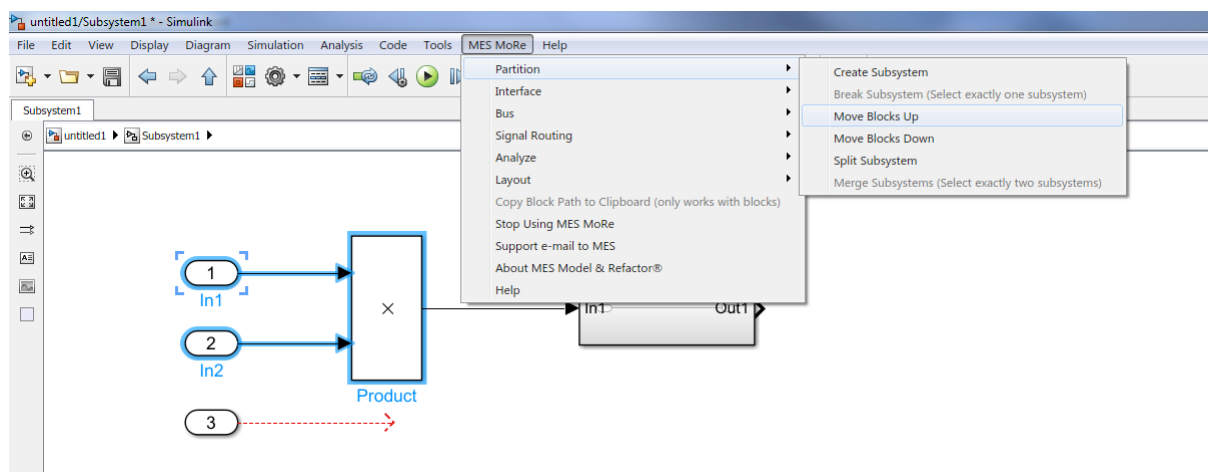 untitled1/Subsystem1 * - Simulink
File Edit View Display Diagram Simulation Analysis Code Tools MES MoRe Help
Partition
Interface
Bus
Signal Routing
Analyze
Layout
Copy Block Path to Clipboard (only works with blocks)
Stop Using MES MoRe
Support e-mail to MES
About MES Model & Refactor®
Help
Create Subsystem
Break Subsystem (Select exactly one subsystem)
Move Blocks Up
Move Blocks Down
Split Subsystem
Merge Subsystems (Select exactly two subsystems)
Subsystem1
untitled1 Subsystem1
1
In1
2
In2
3
×
Product
In1 Out1